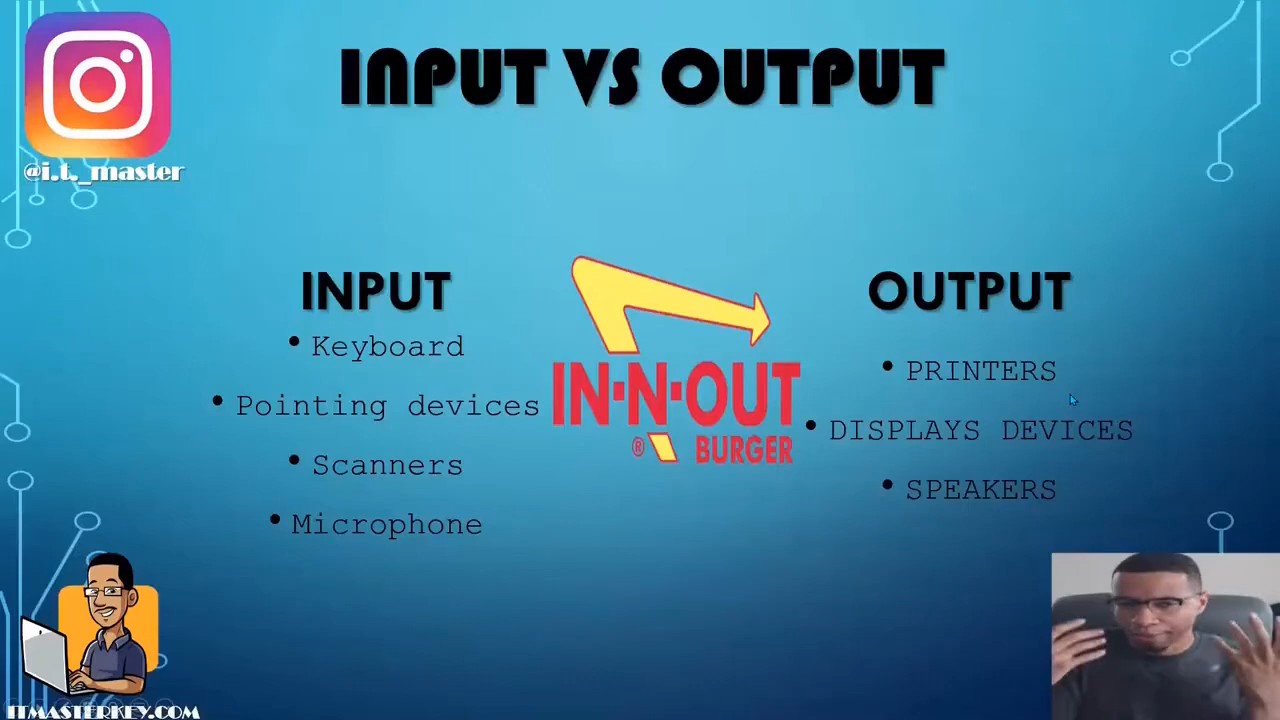 INPUT VS OUTPUT
@i.t._master
INPUT
• Keyboard
• Pointing devices
• Scanners
• Microphone
IN-N-OUT
® BURGER
OUTPUT
• PRINTERS
• DISPLAYS DEVICES
• SPEAKERS
ITMASTERKEY.COM